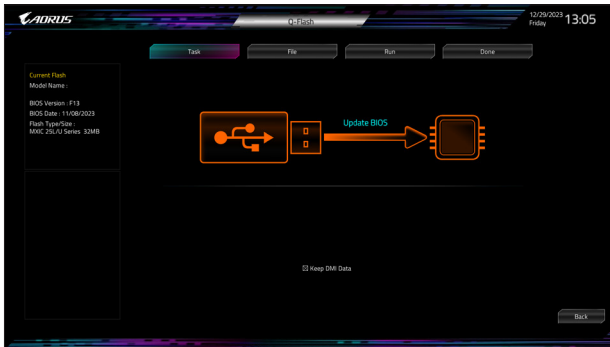 AORUS
Q-Flash
12/29/2023
Friday
13:05
Task
File
Run
Done
Current Flash
Model Name :
BIOS Version : F13
BIOS Date : 11/08/2023
Flash Type/Size :
MXIC 25L/U Series 32MB
Update BIOS
Keep DMI Data
Back